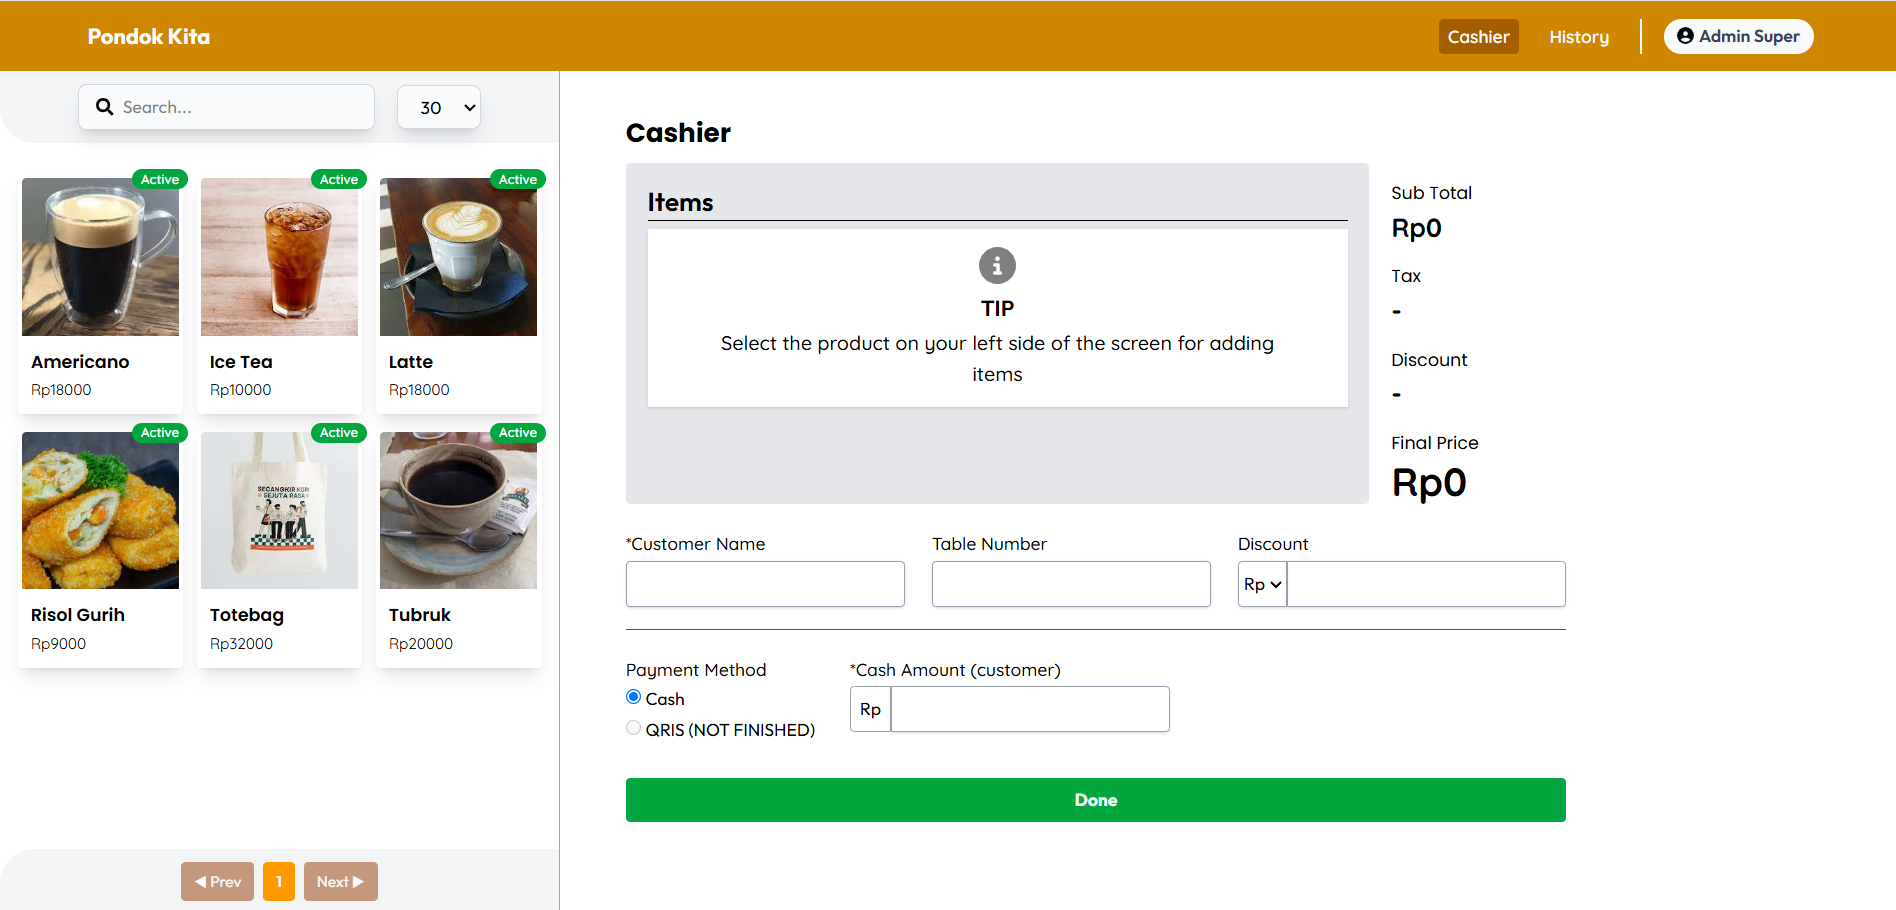 Pondok Kita
Cashier
History
Admin Super
Search...
30
Active
Active
Active
Americano
Rp18000
Ice Tea
Rp10000
Latte
Rp18000
Active
Active
Active
SECANGKIR KOPI
SEJUTA RASA
Risol Gurih
Rp9000
Totebag
Rp32000
Tubruk
Rp20000
◀ Prev
1
Next ▶
Cashier
Items
TIP
Select the product on your left side of the screen for adding
items
Sub Total
Rp0
Tax
-
Discount
-
Final Price
Rp0
*Customer Name
Table Number
Discount
Rp
Payment Method
Cash
QRIS (NOT FINISHED)
*Cash Amount (customer)
Rp
Done